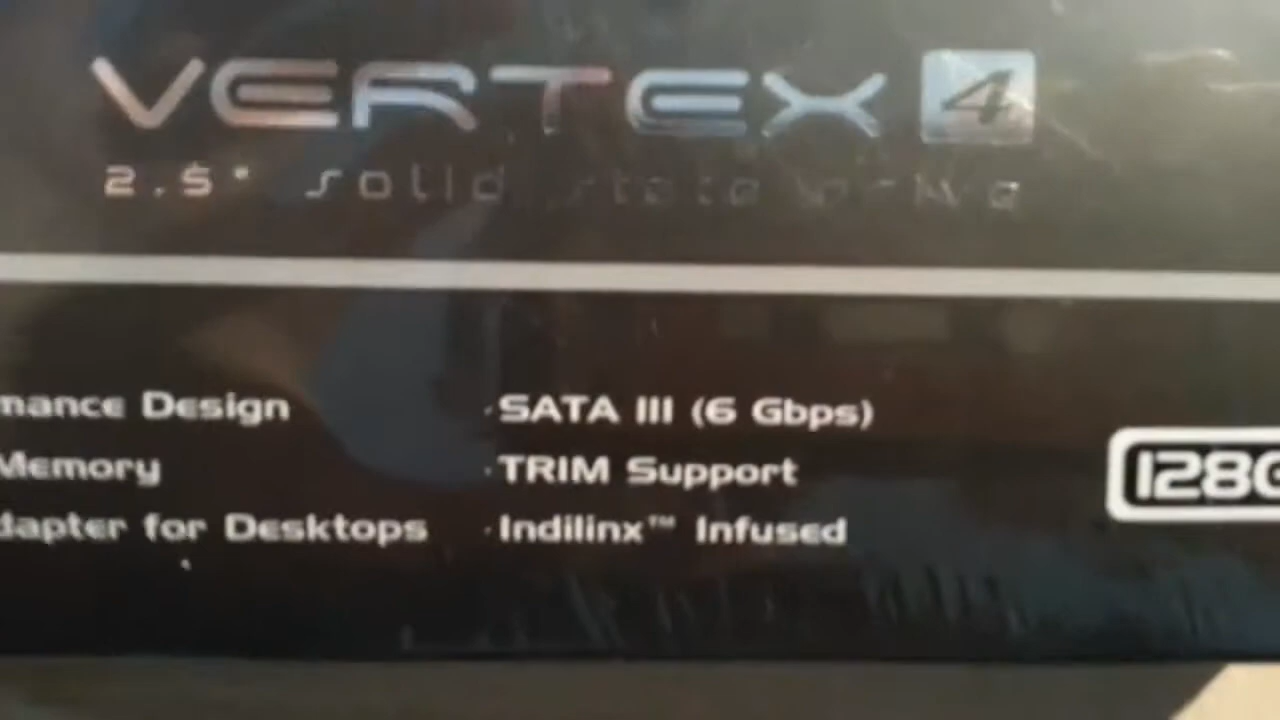 VERTEX 4
2.5" solid state drive
mance Design
Memory
dapter for Desktops
·SATA III (6 Gbps)
·TRIM Support
·Indilinx™ Infused
128G